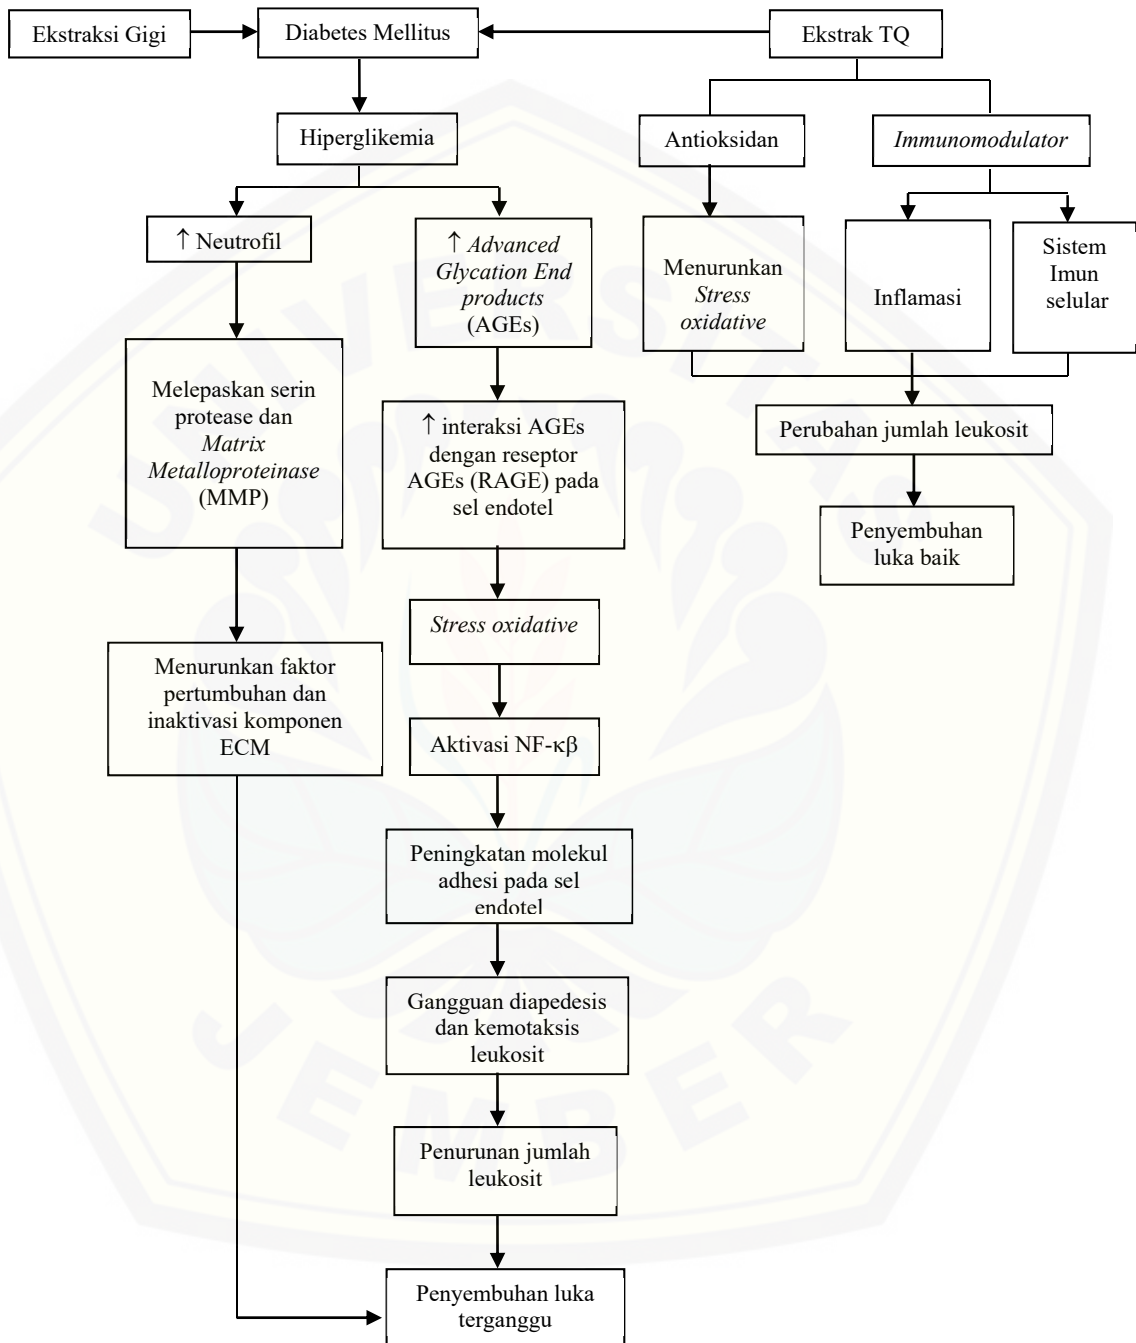 Ekstraksi Gigi
Diabetes Mellitus
Ekstrak TQ
Hiperglikemia
Antioksidan
Immunomodulator
↑ Neutrofil
↑ Advanced
Glycation End
products
(AGEs)
Menurunkan
Stress
oxidative
Inflamasi
Sistem
Imun
selular
Melepaskan serin
protease dan
Matrix
Metalloproteinase
(MMP)
↑ interaksi AGEs
dengan reseptor
AGEs (RAGE) pada
sel endotel
Perubahan jumlah leukosit
Penyembuhan
luka baik
Stress oxidative
Menurunkan faktor
pertumbuhan dan
inaktivasi komponen
ECM
Aktivasi NF-κβ
Peningkatan molekul
adhesi pada sel
endotel
Gangguan diapedesis
dan kemotaksis
leukosit
Penurunan jumlah
leukosit
Penyembuhan luka
terganggu
UNIVERSITAS
JEMBER